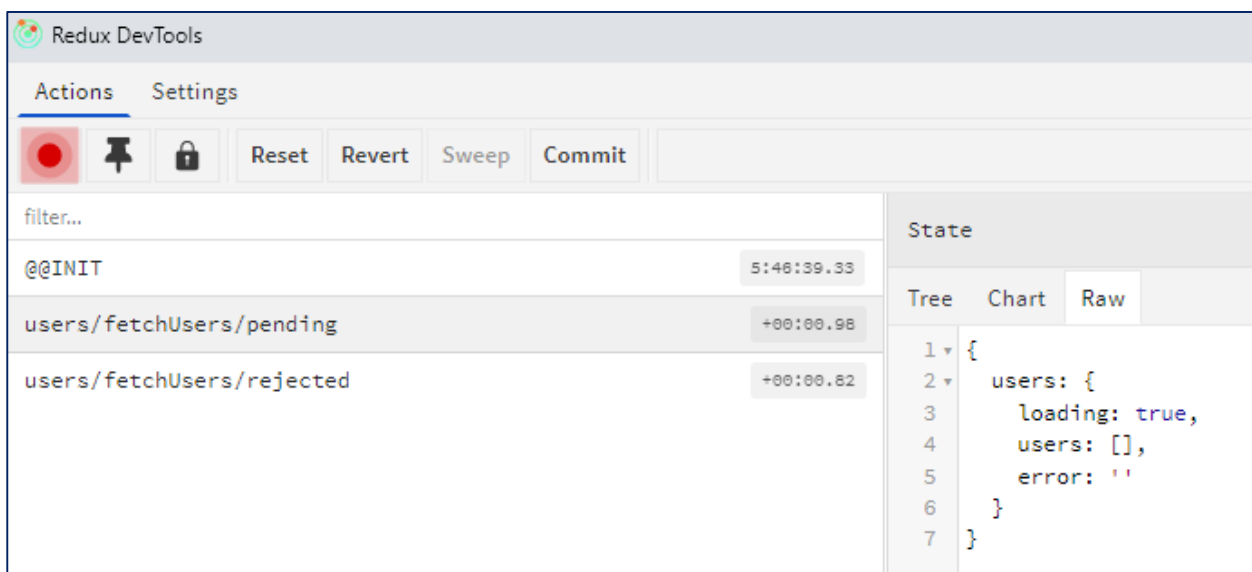 Redux DevTools
Actions Settings
Reset Revert Sweep Commit
filter...
@@INIT 5:46:39.33
users/fetchUsers/pending +00:00.98
users/fetchUsers/rejected +00:00.82
State
Tree Chart Raw
1 {
2 users: {
3 loading: true,
4 users: [],
5 error: ''
6 }
7 }